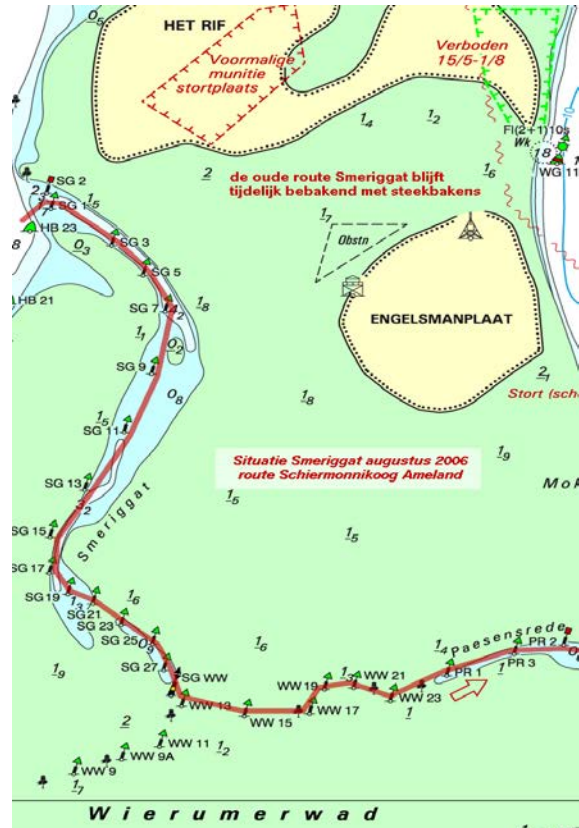 HET RIF
Voormalige
munitie
stortplaats
Verboden
15/5-1/8
Fl(2+1)10s
Wk
18
WG 11
de oude route Smeriggat blijft
tijdelijk bebakend met steekbakens
SG 2
SG 1
HB 23
SG 3
SG 5
HB 21
SG 7
SG 9
SG 11
SG 13
SG 15
SG 17
SG 19
SG 21
SG 23
SG 25
SG 27
SG WW
Smeriggat
Obstn
ENGELSMANPLAAT
Stort (sch
Situatie Smeriggat augustus 2006
route Schiermonnikoog Ameland
Mok
Paesensrede
PR 2
PR 3
PR 1
WW 23
WW 21
WW 19
WW 17
WW 15
WW 13
WW 11
WW 9A
WW 9
Wierumerwad